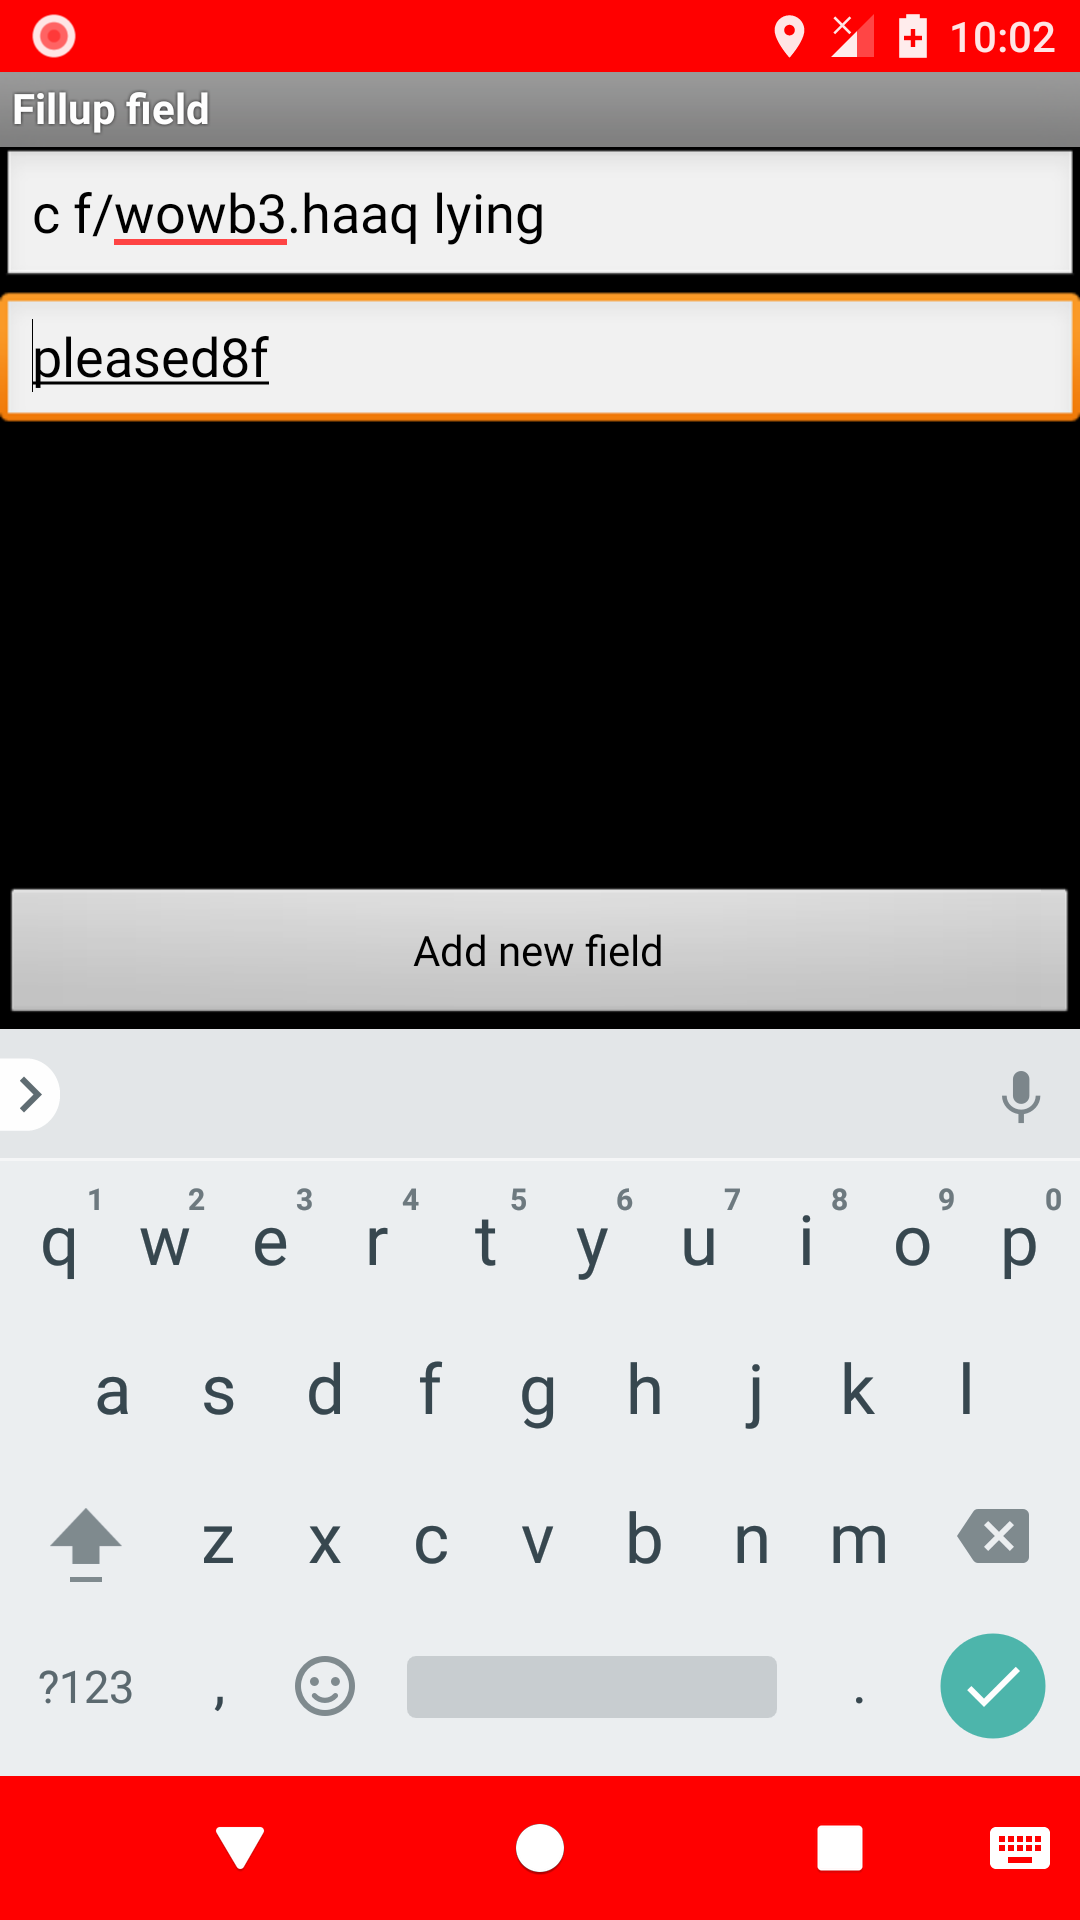 10:02
Fillup field
c f/wowb3.haaq lying
pleased8f
Add new field
1 2 3 4 5 6 7 8 9 0
q w e r t y u i o p
a s d f g h j k l
z x c v b n m
?123 , .